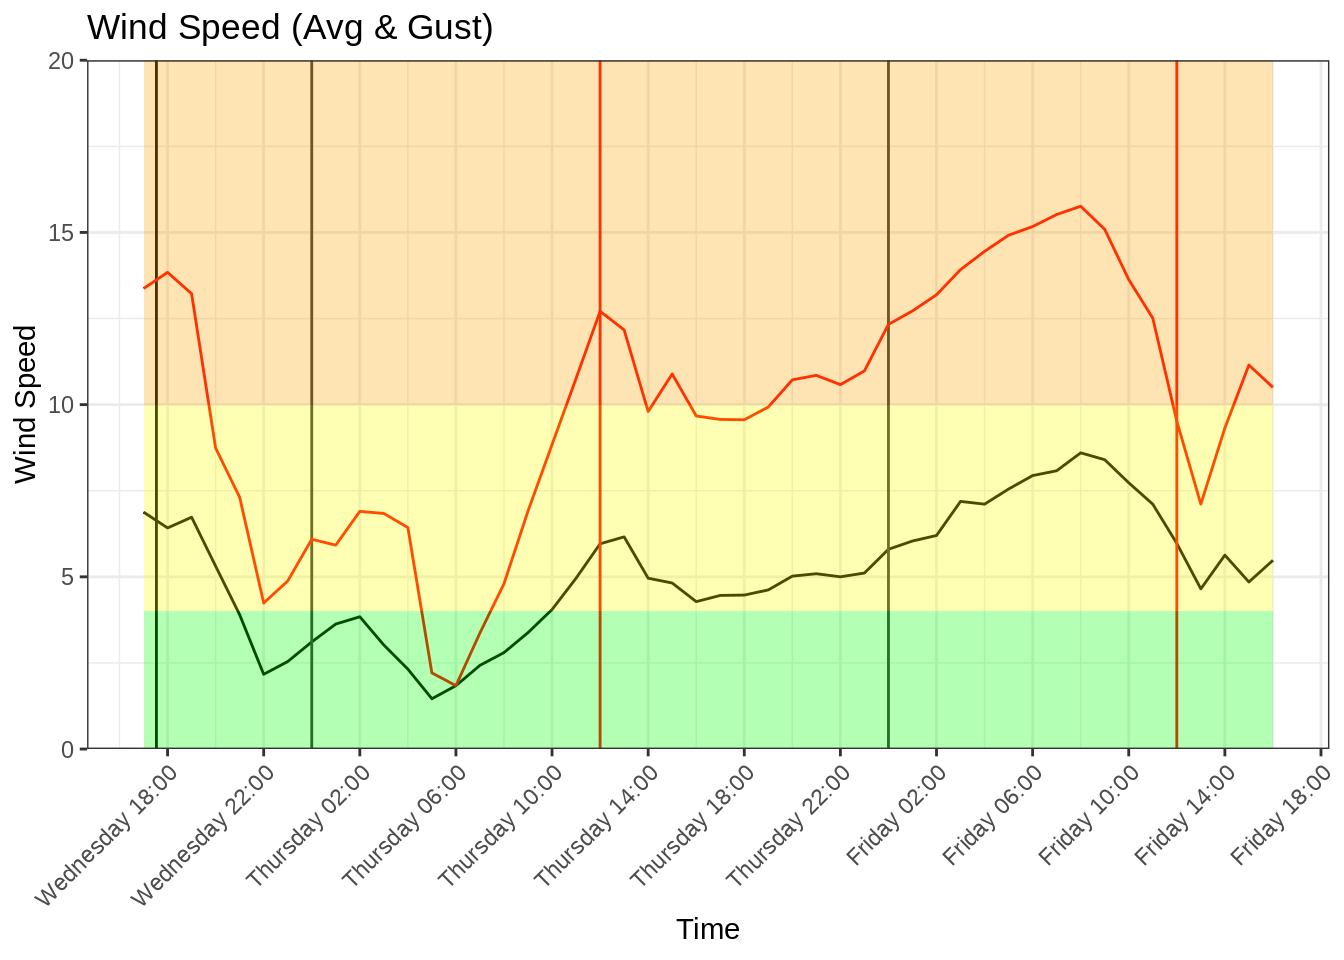 Wind Speed (Avg & Gust)
Wind Speed
20
15
10
5
0
Wednesday 18:00
Wednesday 22:00
Thursday 02:00
Thursday 06:00
Thursday 10:00
Thursday 14:00
Thursday 18:00
Thursday 22:00
Friday 02:00
Friday 06:00
Friday 10:00
Friday 14:00
Friday 18:00
Time